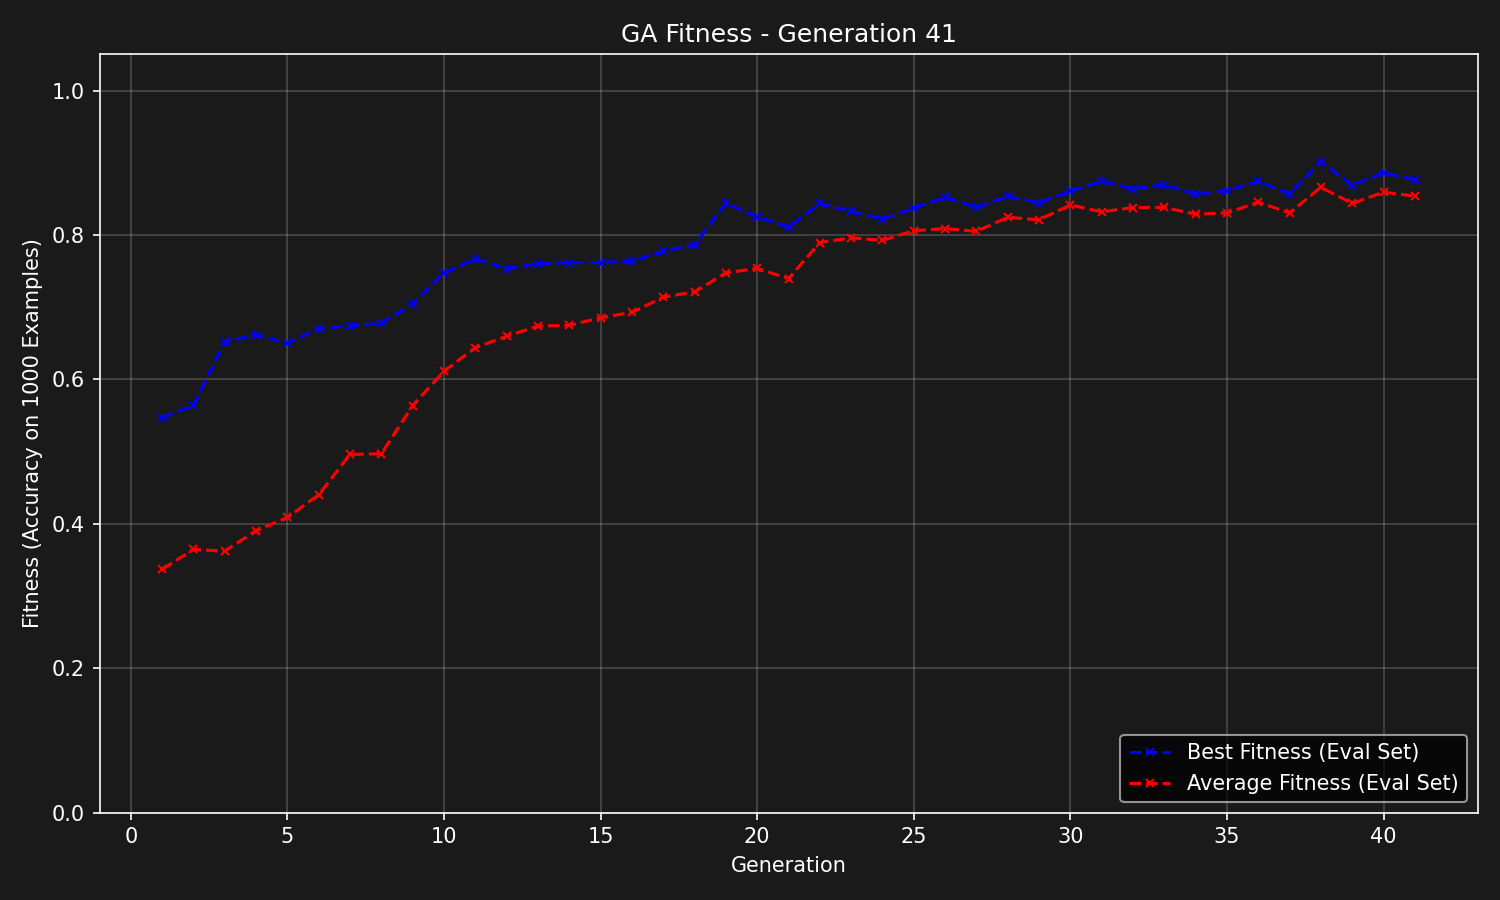 GA Fitness - Generation 41
Fitness (Accuracy on 1000 Examples)
1.0
0.8
0.6
0.4
0.2
0.0
0 5 10 15 20 25 30 35 40
Generation
Best Fitness (Eval Set)
Average Fitness (Eval Set)